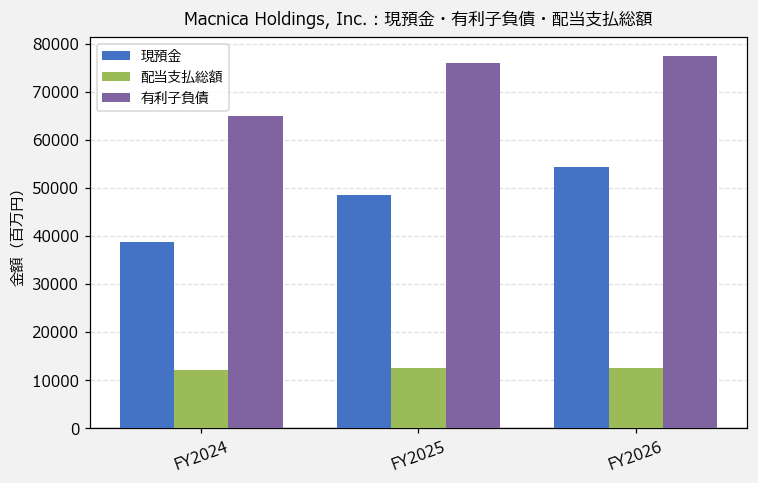 Macnica Holdings, Inc. : 現預金・有利子負債・配当支払総額
金額（百万円）
80000
70000
60000
50000
40000
30000
20000
10000
0
現預金
配当支払総額
有利子負債
FY2024
FY2025
FY2026